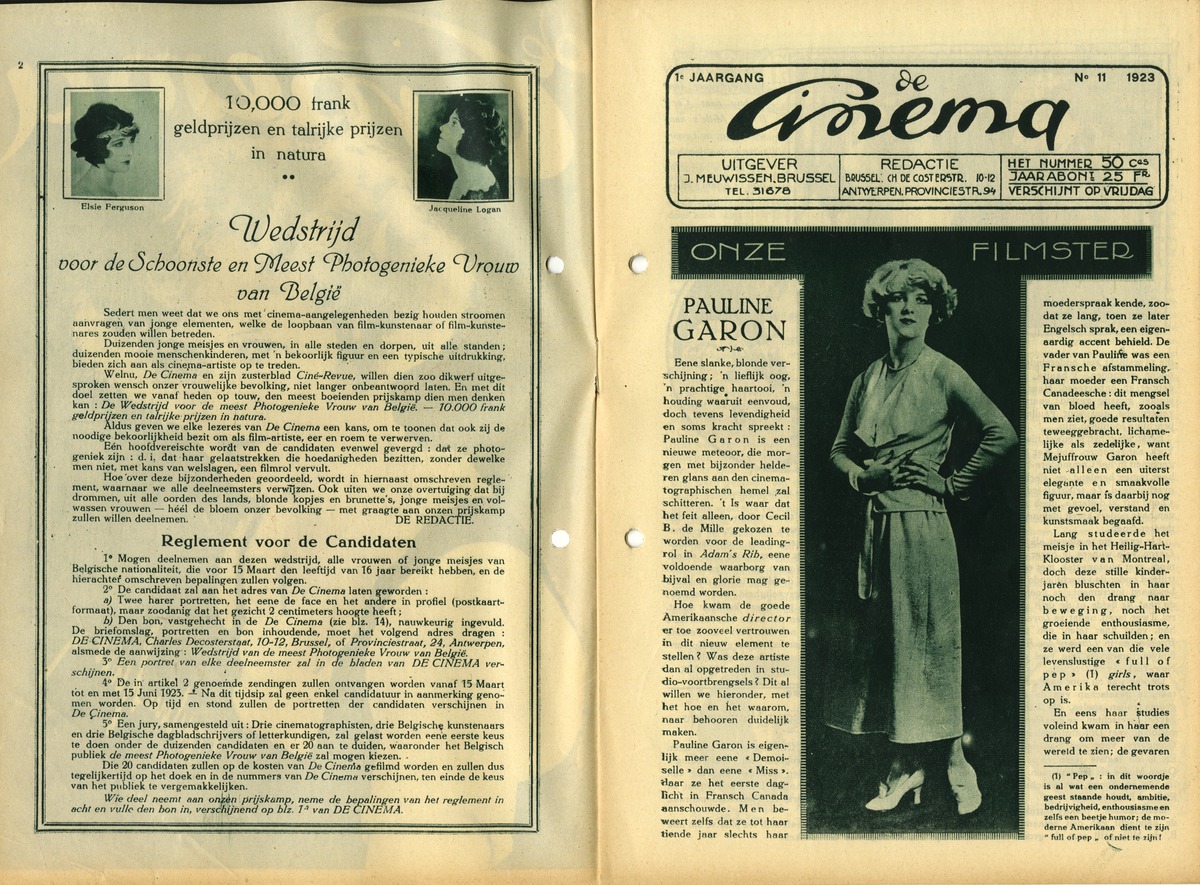 2
10,000 frank
geldprijzen en talrijke prijzen
in natura
Elsie Ferguson
Jacqueline Logan
Wedstrijd
voor de Schoonste en Meest Photogenieke Vrouw
van België
Sedert men weet dat we ons met cinema-aangelegenheden bezig houden stroomen
aanvragen van jonge elementen, welke de loopbaan van film-kunstenaar of film-kunste-
nares zouden willen betreden.
Duizenden jonge meisjes en vrouwen, in alle steden en dorpen, uit alle standen ;
duizenden mooie menschenkinderen, met 'n bekoorlijk figuur en een typische uitdrukking,
bieden zich aan als cinema-artiste op te treden.
Welnu, De Cinema en zijn zusterblad Ciné-Revue, willen dien zoo dikwerf uitge-
sproken wensch onzer vrouwelijke bevolking, niet langer onbeantwoord laten. En met dit
doel zetten we vanaf heden op touw, den meest boeienden prijskamp dien men denken
kan : De Wedstrijd voor de meest Photogenieke Vrouw van België. — 10.000 frank
geldprijzen en talrijke prijzen in natura.
Aldus geven we elke lezeres van De Cinema een kans, om te toonen dat ook zij de
noodige bekoorlijkheid bezit om als film-artiste, eer en roem te verwerven.
Eén hoofdvereischte wordt van de candidaten evenwel gevergd : dat ze photo-
geniek zijn : d. i. dat haar gelaatstrekken die hoedanigheden bezitten, zonder dewelke
men niet, met kans van welslagen, een filmrol vervult.
Hoe over deze bijzonderheden geoordeeld, wordt in hiernaast omschreven regle-
ment, waarnaar we alle deelneemsters verwijzen. Ook uiten we onze overtuiging dat bij
drommen, uit alle oorden des lands, blonde kopjes en brunette's, jonge meisjes en vol-
wassen vrouwen — héél de bloem onzer bevolking — met graagte aan onzen prijskamp
zullen willen deelnemen. DE REDACTIE.
Reglement voor de Candidaten
1° Mogen deelnemen aan dezen wedstrijd, alle vrouwen of jonge meisjes van
Belgische nationaliteit, die voor 15 Maart den leeftijd van 16 jaar bereikt hebben, en de
hierachter omschreven bepalingen zullen volgen.
2° De candidaat zal aan het adres van De Cinema laten geworden :
a) Twee harer portretten, het eene de face en het andere in profiel (postkaart-
formaat), maar zoodanig dat het gezicht 2 centimeters hoogte heeft ;
b) Den bon, vastgehecht in de De Cinema (zie blz. 14), nauwkeurig ingevuld.
De briefomslag, portretten en bon inhoudende, moet het volgend adres dragen :
DE CINEMA, Charles Decosterstaat, 10-12, Brussel, of Provinciestraat, 24, Antwerpen,
alsmede de aanwijzing : Wedstrijd van de meest Photogenieke Vrouw van België.
3° Een portret van elke deelneemster zal in de bladen van DE CINEMA ver-
schijnen.
4° De in artikel 2 genoemde zendingen zullen ontvangen worden vanaf 15 Maart
tot en met 15 Juni 1923. — Na dit tijdsip zal geen enkel candidatuur in aanmerking geno-
men worden. Op tijd en stond zullen de portretten der candidaten verschijnen in
De Cinema.
5° Een jury, samengesteld uit : Drie cinematographisten, drie Belgische kunstenaars
en drie Belgische dagbladschrijvers of letterkundigen, zal gelast worden eene eerste keus
te doen onder de duizenden candidaten en er 20 aan te duiden, waaronder het Belgisch
publiek de meest Photogenieke Vrouw van België zal mogen kiezen.
Die 20 candidaten zullen op de kosten van De Cinema gefilmd worden en zullen dus
tegelijkertijd op het doek en in de nummers van De Cinema verschijnen, ten einde de keus
van het publiek te vergemakkelijken.
Wie deel neemt aan onzen prijskamp, neme de bepalingen van het reglement in
acht en vulle den bon in, verschijnend op blz. van DE CINEMA.
1e JAARGANG
No 11 1923
de
Cinema
UITGEVER
J. MEUWISSEN, BRUSSEL
TEL. 31678
REDACTIE
BRUSSEL, CH DE COSTERSTR. 10-12
ANTWERPEN, PROVINCIESTR. 94
HET NUMMER 50 Ces
JAARABONt 25 FR.
VERSCHIJNT OP VRIJDAG
ONZE FILMSTER
PAULINE
GARON
Eene slanke, blonde ver-
schijning ; 'n lieflijk oog,
'n prachtige haartooi, 'n
houding waaruit eenvoud,
doch tevens levendigheid
en soms kracht spreekt :
Pauline Garon is een
nieuwe meteoor, die mor-
gen met bijzonder helde-
ren glans aan den cinema-
tographischen hemel zal
schitteren. 't Is waar dat
het feit alleen, door Cecil
B. de Mille gekozen te
worden voor de leading-
rol in Adam's Rib, eene
voldoende waarborg van
bijval en glorie mag ge-
noemd worden.
Hoe kwam de goede
Amerikaansche director
er toe zooveel vertrouwen
in dit nieuw element te
stellen ? Was deze artiste
dan al opgetreden in stu-
dio-voortbrengsels ? Dit al
willen we hieronder, met
het hoe en het waarom,
naar behooren duidelijk
maken.
Pauline Garon is eigen-
lijk meer eene « Demoi-
selle » dan eene « Miss ».
daar ze het eerste dag-
licht in Fransch Canada
aanschouwde. Men be-
weert zelfs dat ze tot haar
tiende jaar slechts haar
moederspraak kende, zoo-
dat ze lang, toen ze later
Engelsch sprak, een eigen-
aardig accent behield. De
vader van Pauline was een
Fransche afstammeling,
haar moeder een Fransch
Canadeesche : dit mengsel
van bloed heeft, zooals
men ziet, goede resultaten
teweeggebracht, lichame-
lijke als zedelijke, want
Mejuffrouw Garon heeft
niet alleen een uiterst
elegante en smaakvolle
figuur, maar is daarbij nog
met gevoel, verstand en
kunstsmaak begaafd.
Lang studeerde het
meisje in het Heilig-Hart-
Klooster van Montreal,
doch deze stille kinder-
jaren bluschten in haar
noch den drang naar
beweging, noch het
groeiende enthousiasme,
die in haar schuilden ; en
ze werd een van die vele
levenslustige « full of
pep » (1) girls, waar
Amerika terecht trots
op is.
En eens haar studies
voleind kwam in haar een
drang om meer van de
wereld te zien ; de gevaren
(1) " Pep „ : in dit woordje
is al wat een ondernemende
geest staande houdt, ambitie,
bedrijvigheid, enthousiasme en
zelfs een beetje humor ; de mo-
derne Amerikaan dient te zijn
" full of pep „ of niet te zijn !